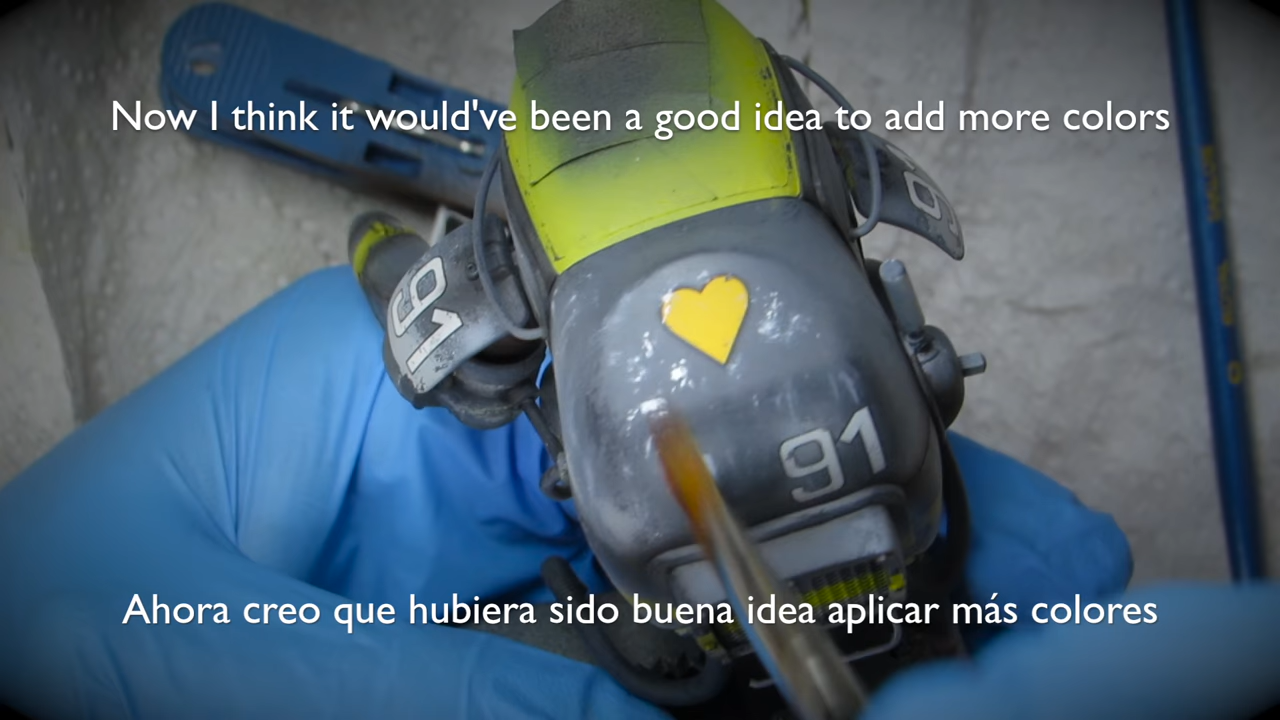 Now I think it would've been a good idea to add more colors
91
91
91
Ahora creo que hubiera sido buena idea aplicar más colores